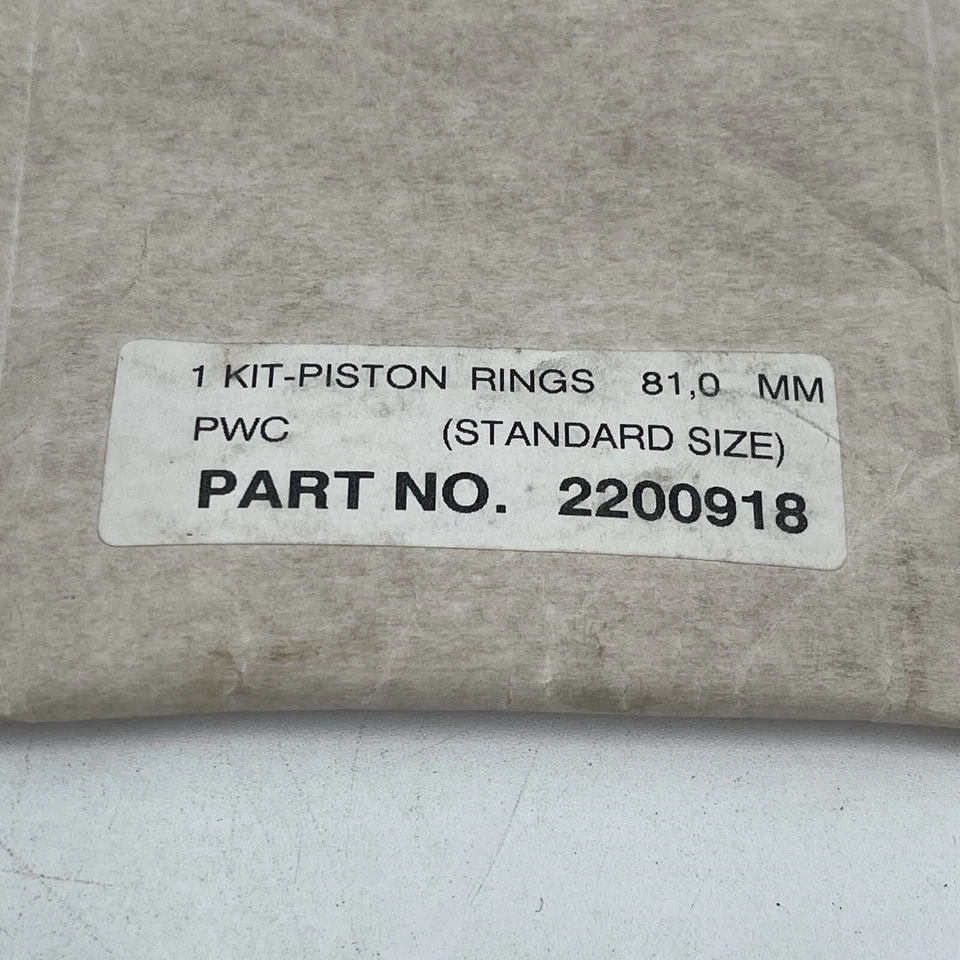 1 KIT-PISTON RINGS 81,0 MM
PWC (STANDARD SIZE)
PART NO. 2200918